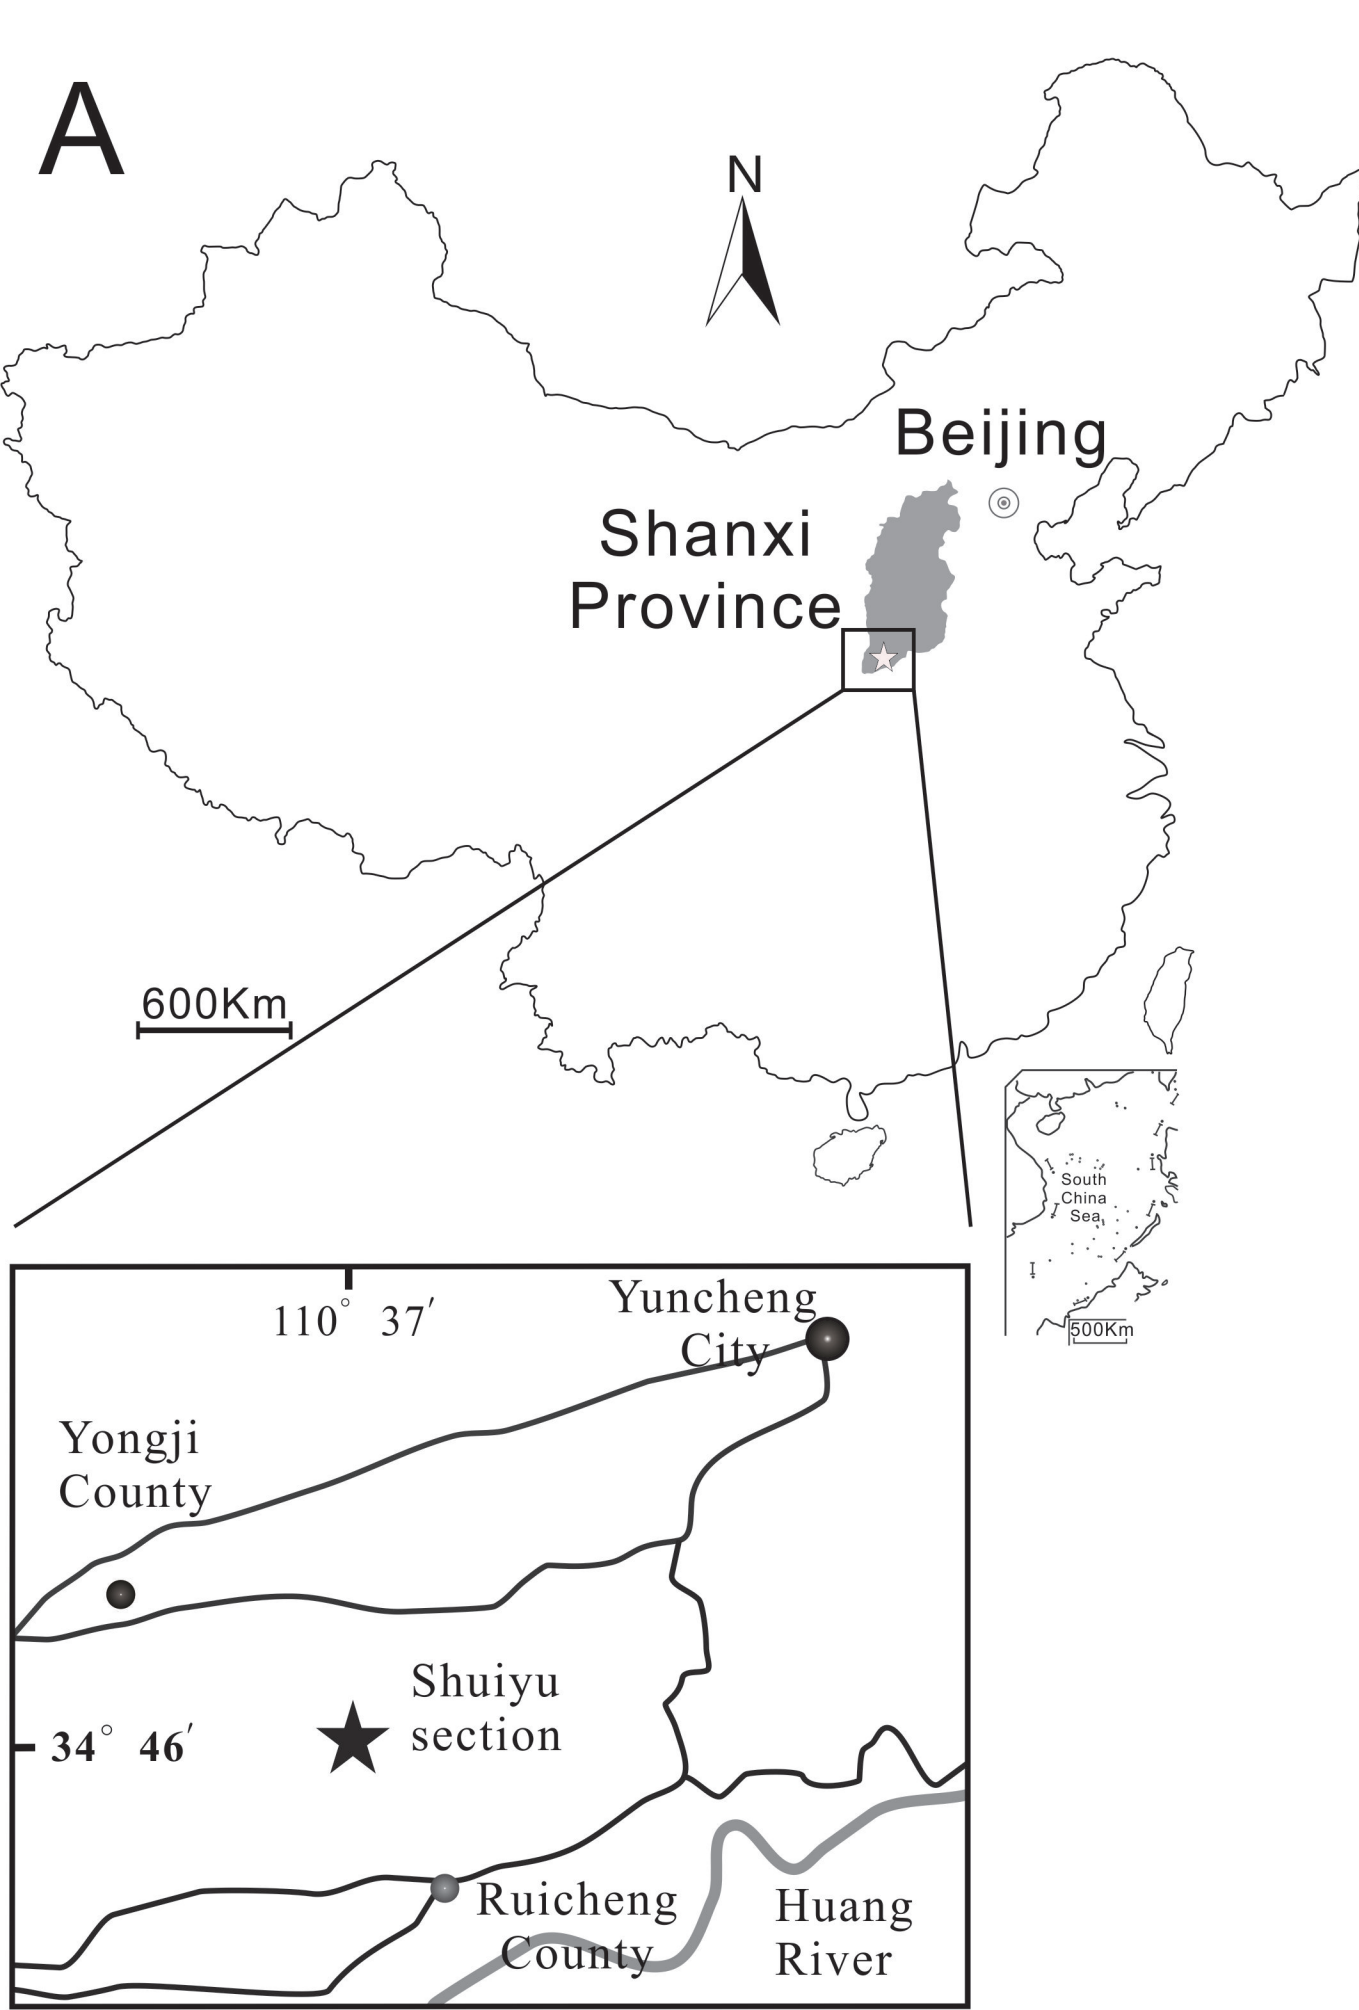 A
N
Beijing
Shanxi
Province
600Km
South
China
Sea
500Km
110° 37′
Yuncheng
City
Yongji
County
Shuiyu
section
34° 46′
Ruicheng
County
Huang
River